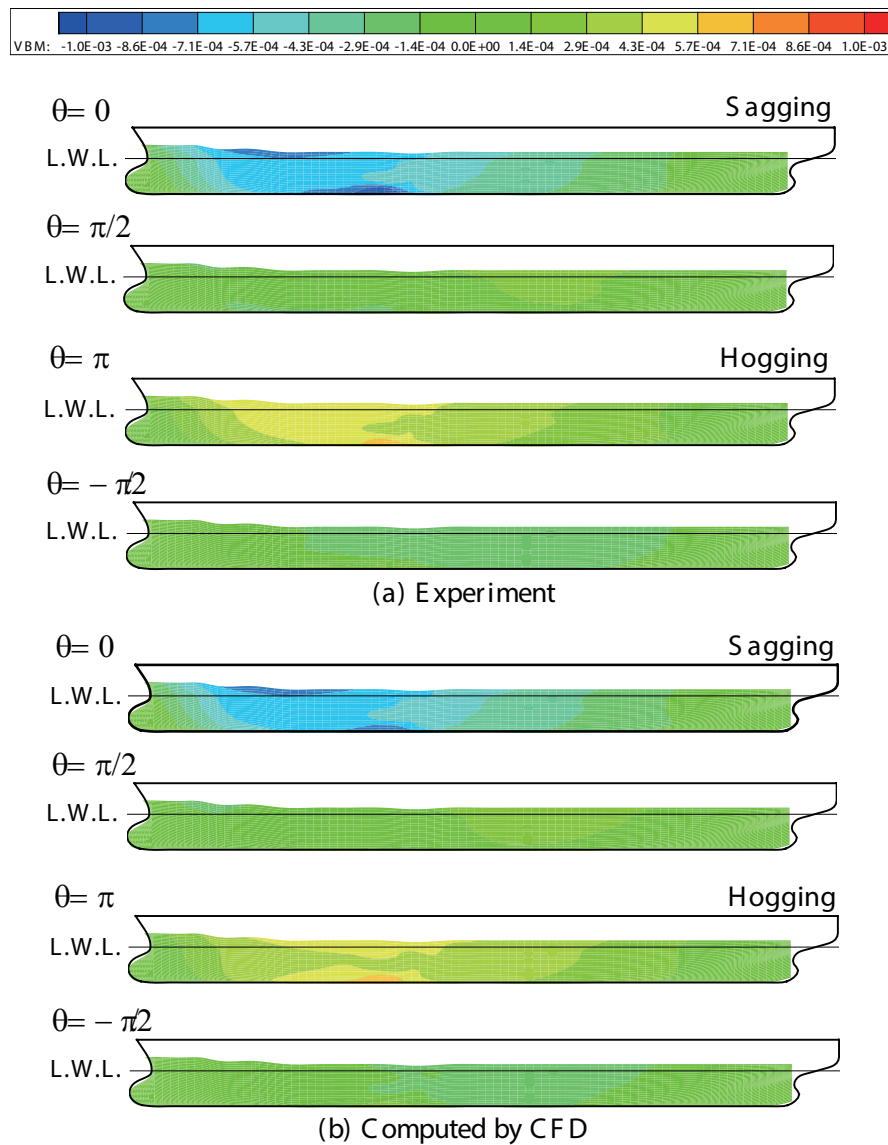 VBM: -1.0E-03 -8.6E-04 -7.1E-04 -5.7E-04 -4.3E-04 -2.9E-04 -1.4E-04 0.0E+00 1.4E-04 2.9E-04 4.3E-04 5.7E-04 7.1E-04 8.6E-04 1.0E-03
θ= 0
Sagging
L.W.L.
θ= π/2
L.W.L.
θ= π
Hogging
L.W.L.
θ= − π/2
L.W.L.
(a) Experiment
θ= 0
Sagging
L.W.L.
θ= π/2
L.W.L.
θ= π
Hogging
L.W.L.
θ= − π/2
L.W.L.
(b) Computed by CFD